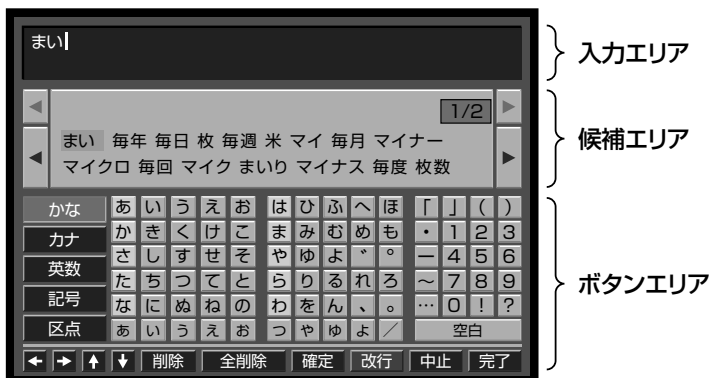 まい
入力エリア
1/2
候補エリア
まい 毎年 毎日 枚 毎週 米 マイ 毎月 マイナー
マイクロ 毎回 マイク まいり マイナス 毎度 枚数
かな あ い う え お は ひ ふ へ ほ 「 」 ( )
カナ か き く け こ ま み む め も ・ 1 2 3
英数 さ し す せ そ や ゆ よ ゛ ゜ ー 4 5 6
記号 た ち つ て と ら り る れ ろ ～ 7 8 9
な に ぬ ね の わ を ん 、 。 … 0 ! ?
区点 ぁ ぃ ぅ ぇ ぉ っ ゃ ゅ ょ ／ 空白
ボタンエリア
← → ↑ ↓ 削除 全削除 確定 改行 中止 完了